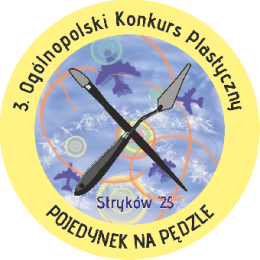 3. Ogólnopolski Konkurs Plastyczny
Stryków '25
POJEDYNEK NA PĘDZLE